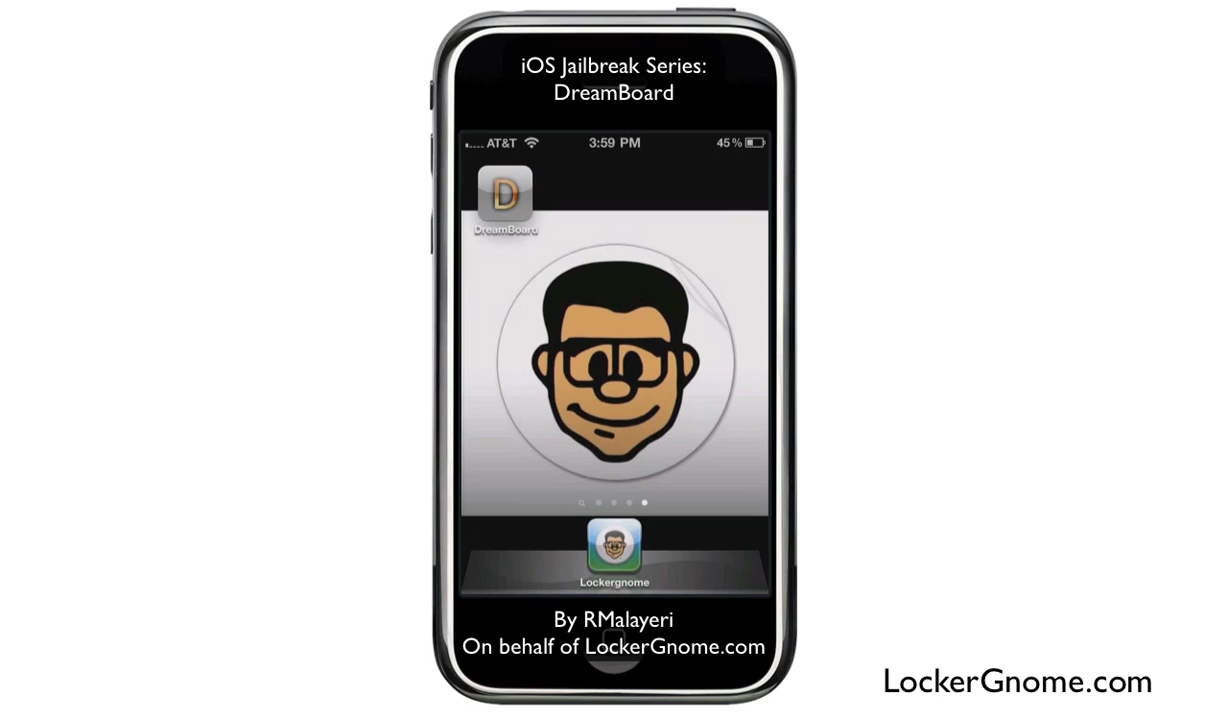 iOS Jailbreak Series:
DreamBoard
AT&T 3:59 PM 45%
D
DreamBoard
Lockergnome
By RMalayeri
On behalf of LockerGnome.com
LockerGnome.com